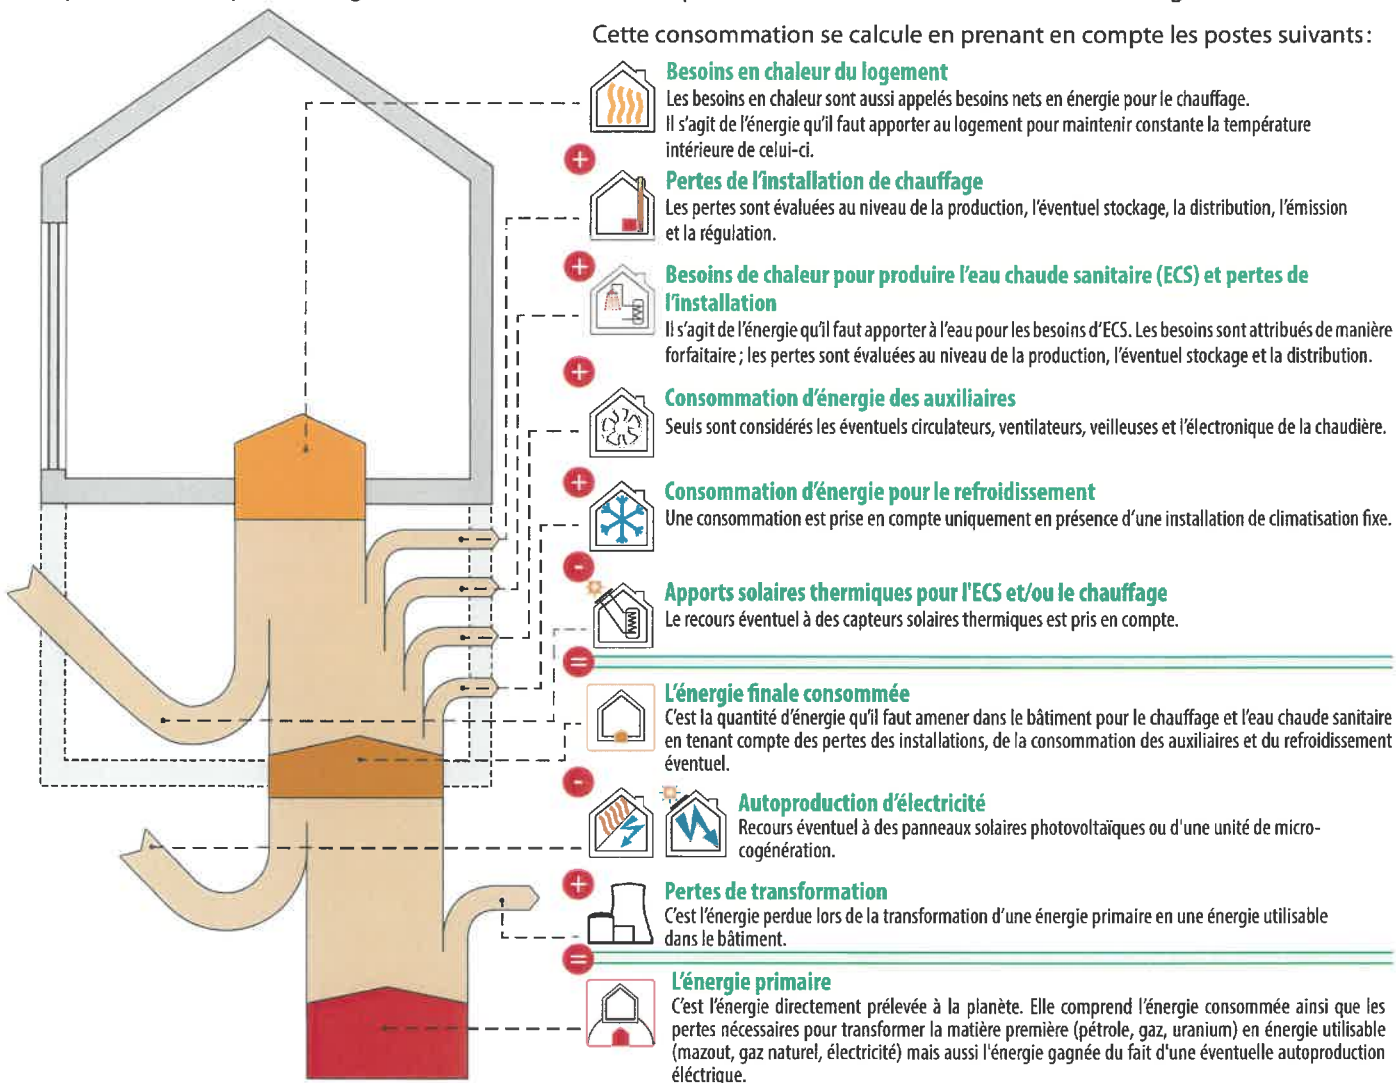 Cette consommation se calcule en prenant en compte les postes suivants :
Besoins en chaleur du logement
Les besoins en chaleur sont aussi appelés besoins nets en énergie pour le chauffage.
Il s'agit de l'énergie qu'il faut apporter au logement pour maintenir constante la température
intérieure de celui-ci.
+
Pertes de l'installation de chauffage
Les pertes sont évaluées au niveau de la production, l'éventuel stockage, la distribution, l'émission
et la régulation.
+
Besoins de chaleur pour produire l'eau chaude sanitaire (ECS) et pertes de
l'installation
Il s'agit de l'énergie qu'il faut apporter à l'eau pour les besoins d'ECS. Les besoins sont attribués de manière
forfaitaire ; les pertes sont évaluées au niveau de la production, l'éventuel stockage et la distribution.
+
Consommation d'énergie des auxiliaires
Seuls sont considérés les éventuels circulateurs, ventilateurs, veilleuses et l'électronique de la chaudière.
+
Consommation d'énergie pour le refroidissement
Une consommation est prise en compte uniquement en présence d'une installation de climatisation fixe.
-
Apports solaires thermiques pour l'ECS et/ou le chauffage
Le recours éventuel à des capteurs solaires thermiques est pris en compte.
=
L'énergie finale consommée
C'est la quantité d'énergie qu'il faut amener dans le bâtiment pour le chauffage et l'eau chaude sanitaire
en tenant compte des pertes des installations, de la consommation des auxiliaires et du refroidissement
éventuel.
-
Autoproduction d'électricité
Recours éventuel à des panneaux solaires photovoltaïques ou d'une unité de micro-
cogénération.
+
Pertes de transformation
C'est l'énergie perdue lors de la transformation d'une énergie primaire en une énergie utilisable
dans le bâtiment.
=
L'énergie primaire
C'est l'énergie directement prélevée à la planète. Elle comprend l'énergie consommée ainsi que les
pertes nécessaires pour transformer la matière première (pétrole, gaz, uranium) en énergie utilisable
(mazout, gaz naturel, électricité) mais aussi l'énergie gagnée du fait d'une éventuelle autoproduction
éléctrique.